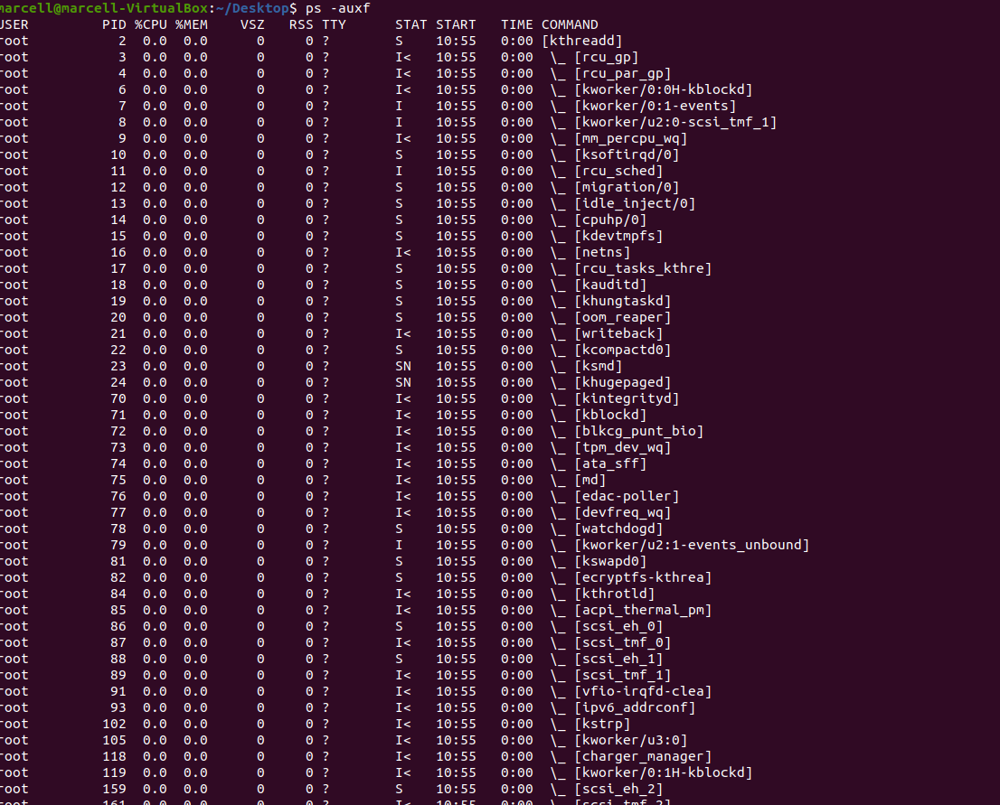 marcell@marcell-VirtualBox:~/Desktop$ ps -auxf
USER         PID %CPU %MEM    VSZ   RSS TTY      STAT START   TIME COMMAND
root           2  0.0  0.0      0     0 ?        S    10:55   0:00 [kthreadd]
root           3  0.0  0.0      0     0 ?        I<   10:55   0:00  \_ [rcu_gp]
root           4  0.0  0.0      0     0 ?        I<   10:55   0:00  \_ [rcu_par_gp]
root           6  0.0  0.0      0     0 ?        I<   10:55   0:00  \_ [kworker/0:0H-kblockd]
root           7  0.0  0.0      0     0 ?        I    10:55   0:00  \_ [kworker/0:1-events]
root           8  0.0  0.0      0     0 ?        I    10:55   0:00  \_ [kworker/u2:0-scsi_tmf_1]
root           9  0.0  0.0      0     0 ?        I<   10:55   0:00  \_ [mm_percpu_wq]
root          10  0.0  0.0      0     0 ?        S    10:55   0:00  \_ [ksoftirqd/0]
root          11  0.0  0.0      0     0 ?        I    10:55   0:00  \_ [rcu_sched]
root          12  0.0  0.0      0     0 ?        S    10:55   0:00  \_ [migration/0]
root          13  0.0  0.0      0     0 ?        S    10:55   0:00  \_ [idle_inject/0]
root          14  0.0  0.0      0     0 ?        S    10:55   0:00  \_ [cpuhp/0]
root          15  0.0  0.0      0     0 ?        S    10:55   0:00  \_ [kdevtmpfs]
root          16  0.0  0.0      0     0 ?        I<   10:55   0:00  \_ [netns]
root          17  0.0  0.0      0     0 ?        S    10:55   0:00  \_ [rcu_tasks_kthre]
root          18  0.0  0.0      0     0 ?        S    10:55   0:00  \_ [kauditd]
root          19  0.0  0.0      0     0 ?        S    10:55   0:00  \_ [khungtaskd]
root          20  0.0  0.0      0     0 ?        S    10:55   0:00  \_ [oom_reaper]
root          21  0.0  0.0      0     0 ?        I<   10:55   0:00  \_ [writeback]
root          22  0.0  0.0      0     0 ?        S    10:55   0:00  \_ [kcompactd0]
root          23  0.0  0.0      0     0 ?        SN   10:55   0:00  \_ [ksmd]
root          24  0.0  0.0      0     0 ?        SN   10:55   0:00  \_ [khugepaged]
root          70  0.0  0.0      0     0 ?        I<   10:55   0:00  \_ [kintegrityd]
root          71  0.0  0.0      0     0 ?        I<   10:55   0:00  \_ [kblockd]
root          72  0.0  0.0      0     0 ?        I<   10:55   0:00  \_ [blkcg_punt_bio]
root          73  0.0  0.0      0     0 ?        I<   10:55   0:00  \_ [tpm_dev_wq]
root          74  0.0  0.0      0     0 ?        I<   10:55   0:00  \_ [ata_sff]
root          75  0.0  0.0      0     0 ?        I<   10:55   0:00  \_ [md]
root          76  0.0  0.0      0     0 ?        I<   10:55   0:00  \_ [edac-poller]
root          77  0.0  0.0      0     0 ?        I<   10:55   0:00  \_ [devfreq_wq]
root          78  0.0  0.0      0     0 ?        S    10:55   0:00  \_ [watchdogd]
root          79  0.0  0.0      0     0 ?        I    10:55   0:00  \_ [kworker/u2:1-events_unbound]
root          81  0.0  0.0      0     0 ?        S    10:55   0:00  \_ [kswapd0]
root          82  0.0  0.0      0     0 ?        S    10:55   0:00  \_ [ecryptfs-kthrea]
root          84  0.0  0.0      0     0 ?        I<   10:55   0:00  \_ [kthrotld]
root          85  0.0  0.0      0     0 ?        I<   10:55   0:00  \_ [acpi_thermal_pm]
root          86  0.0  0.0      0     0 ?        S    10:55   0:00  \_ [scsi_eh_0]
root          87  0.0  0.0      0     0 ?        I<   10:55   0:00  \_ [scsi_tmf_0]
root          88  0.0  0.0      0     0 ?        S    10:55   0:00  \_ [scsi_eh_1]
root          89  0.0  0.0      0     0 ?        I<   10:55   0:00  \_ [scsi_tmf_1]
root          91  0.0  0.0      0     0 ?        I<   10:55   0:00  \_ [vfio-irqfd-clea]
root          93  0.0  0.0      0     0 ?        I<   10:55   0:00  \_ [ipv6_addrconf]
root         102  0.0  0.0      0     0 ?        I<   10:55   0:00  \_ [kstrp]
root         105  0.0  0.0      0     0 ?        I<   10:55   0:00  \_ [kworker/u3:0]
root         118  0.0  0.0      0     0 ?        I<   10:55   0:00  \_ [charger_manager]
root         119  0.0  0.0      0     0 ?        I<   10:55   0:00  \_ [kworker/0:1H-kblockd]
root         159  0.0  0.0      0     0 ?        S    10:55   0:00  \_ [scsi_eh_2]
root         161  0.0  0.0      0     0 ?        I<   10:55   0:00  \_ [scsi_tmf_2]